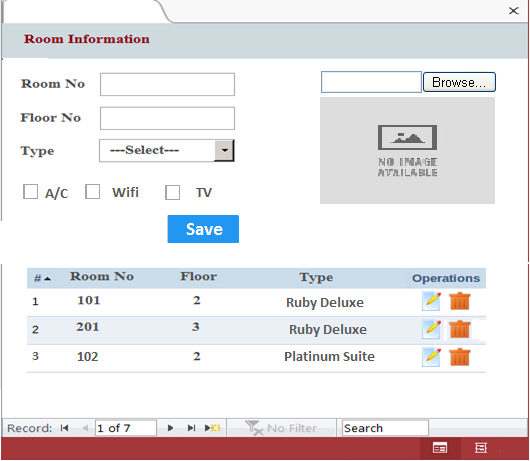 Room Information
Room No
Browse...
Floor No
Type ---Select---
NO IMAGE
AVAILABLE
A/C Wifi TV
Save
# Room No Floor Type Operations
1 101 2 Ruby Deluxe
2 201 3 Ruby Deluxe
3 102 2 Platinum Suite
Record: 1 of 7 No Filter Search